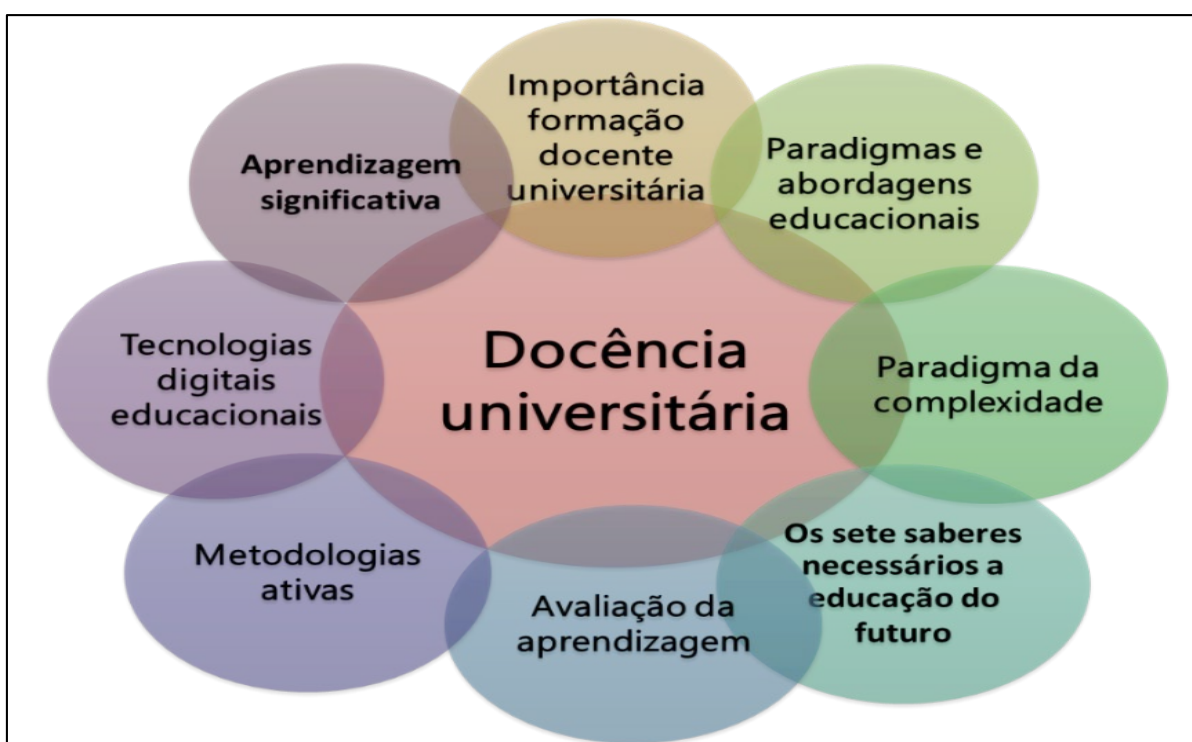 Importância
formação
docente
universitária
Paradigmas e
abordagens
educacionais
Paradigma da
complexidade
Os sete saberes
necessários a
educação do
futuro
Avaliação da
aprendizagem
Metodologias
ativas
Tecnologias
digitais
educacionais
Aprendizagem
significativa
Docência
universitária